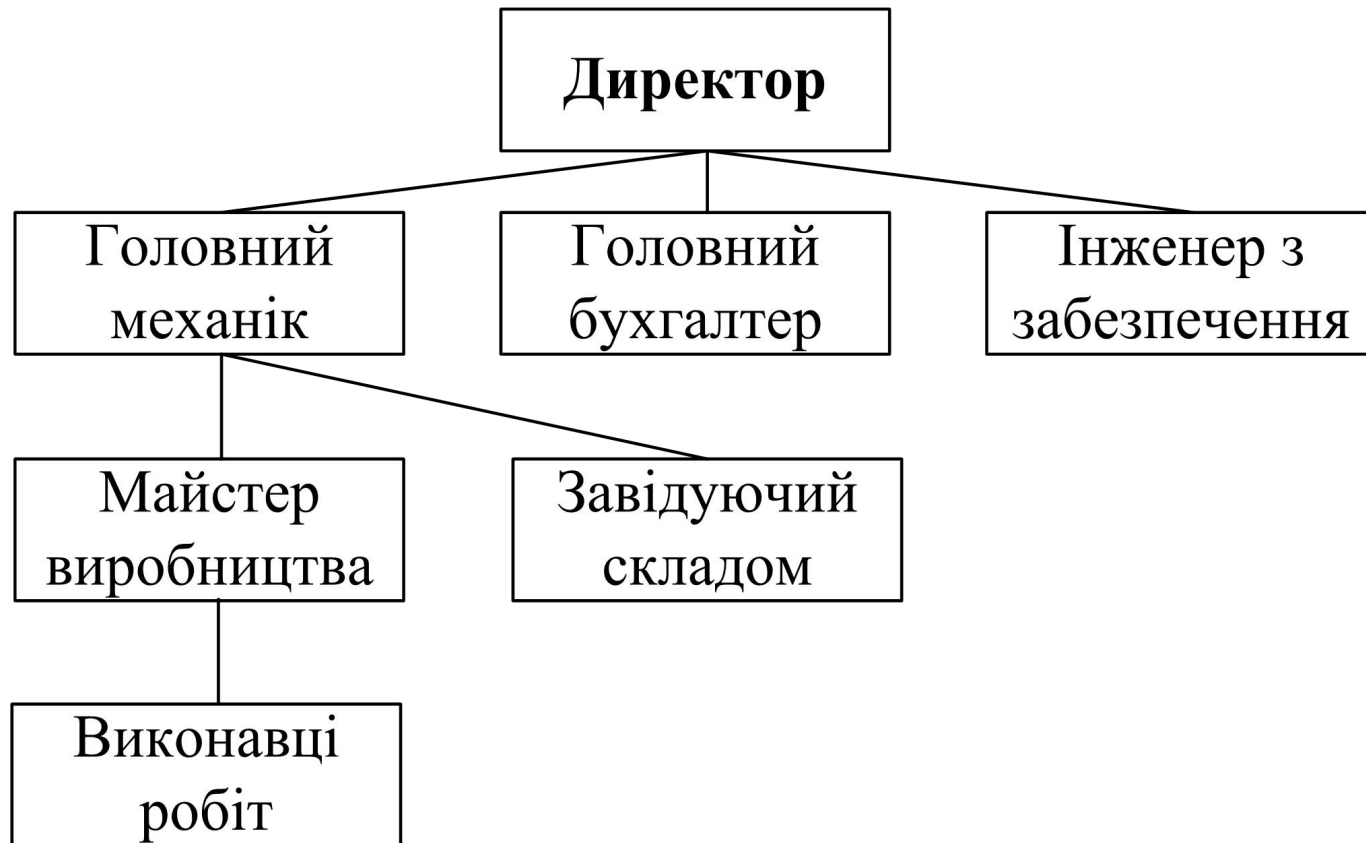 Директор
Головний
механік
Головний
бухгалтер
Інженер з
забезпечення
Майстер
виробництва
Завідуючий
складом
Виконавці
робіт